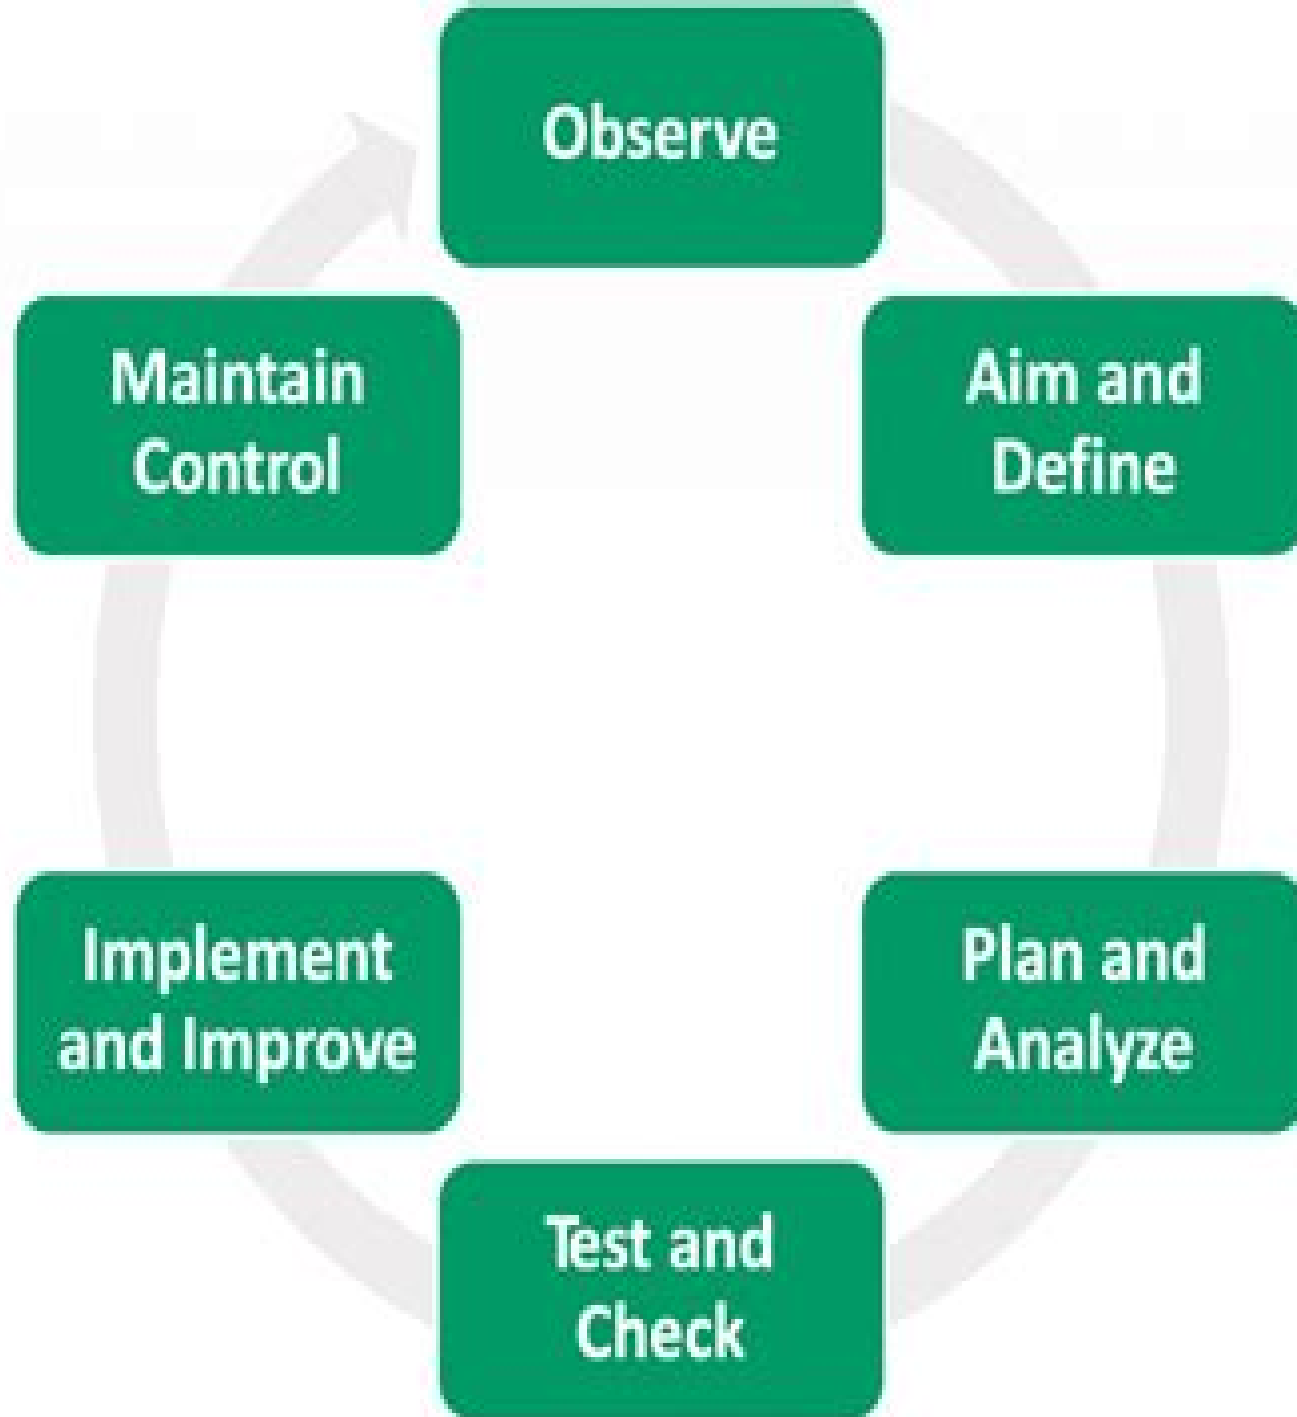 Observe
Aim and
Define
Plan and
Analyze
Test and
Check
Implement
and Improve
Maintain
Control